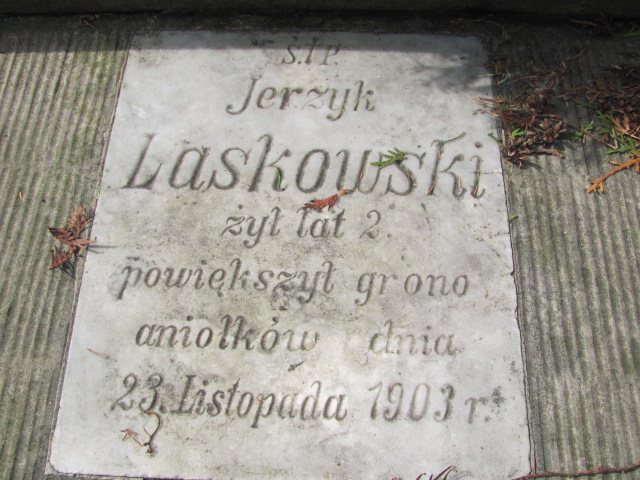 Ś.†P.
Jerzyk
Laskowski
żył lat 2.
powiększył grono
aniołków dnia
23. Listopada 1903 r.